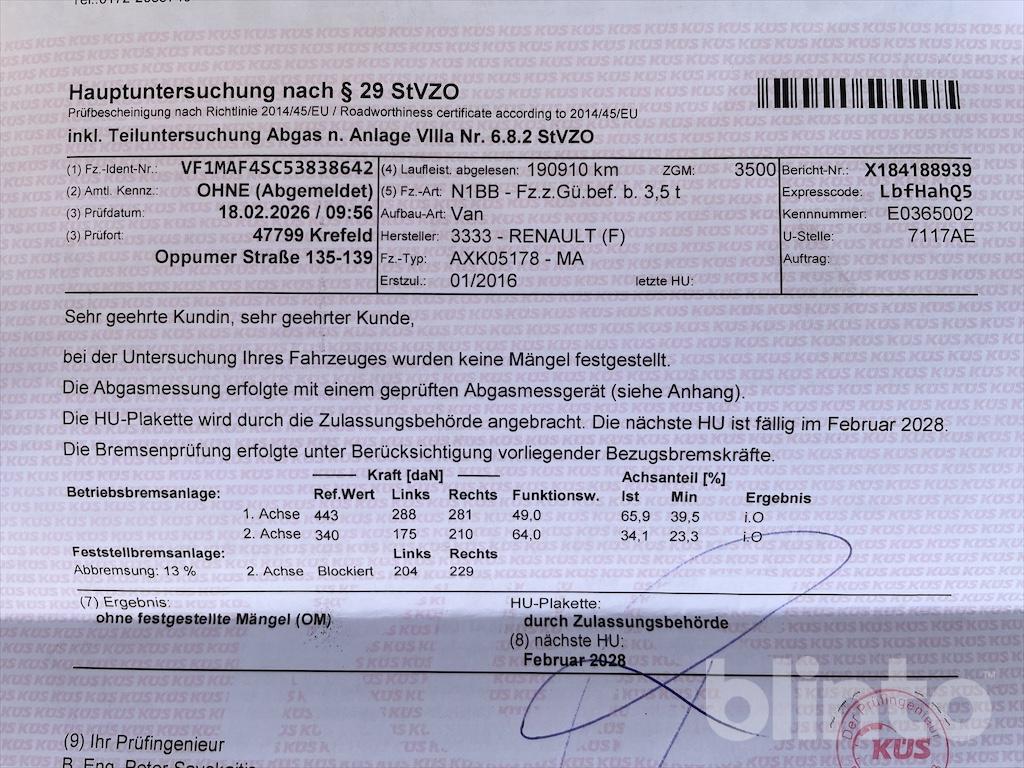 Hauptuntersuchung nach § 29 StVZO
Prüfbescheinigung nach Richtlinie 2014/45/EU / Roadworthiness certificate according to 2014/45/EU
inkl. Teiluntersuchung Abgas n. Anlage VIIIa Nr. 6.8.2 StVZO
(1) Fz.-Ident-Nr.: VF1MAF4SC53838642 (4) Laufleist. abgelesen: 190910 km ZGM: 3500 Bericht-Nr.: X184188939
(2) Amtl. Kennz.: OHNE (Abgemeldet) (5) Fz.-Art: N1BB - Fz.z.Gü.bef. b. 3,5 t Expresscode: LbfHahQ5
(3) Prüfdatum: 18.02.2026 / 09:56 Aufbau-Art: Van Kennnummer: E0365002
(3) Prüfort: 47799 Krefeld Hersteller: 3333 - RENAULT (F) U-Stelle: 7117AE
Oppumer Straße 135-139 Fz.-Typ: AXK05178 - MA Auftrag:
Erstzul.: 01/2016 letzte HU:
Sehr geehrte Kundin, sehr geehrter Kunde,
bei der Untersuchung Ihres Fahrzeuges wurden keine Mängel festgestellt.
Die Abgasmessung erfolgte mit einem geprüften Abgasmessgerät (siehe Anhang).
Die HU-Plakette wird durch die Zulassungsbehörde angebracht. Die nächste HU ist fällig im Februar 2028.
Die Bremsenprüfung erfolgte unter Berücksichtigung vorliegender Bezugsbremskräfte.
Kraft [daN] Achsanteil [%]
Betriebsbremsanlage: Ref.Wert Links Rechts Funktionsw. Ist Min Ergebnis
1. Achse 443 288 281 49,0 65,9 39,5 i.O
2. Achse 340 175 210 64,0 34,1 23,3 i.O
Feststellbremsanlage: Links Rechts
Abbremsung: 13 % 2. Achse Blockiert 204 229
(7) Ergebnis: HU-Plakette:
ohne festgestellte Mängel (OM) durch Zulassungsbehörde
(8) nächste HU:
Februar 2028
blinto
Der Prüfingenieur
KÜS
(9) Ihr Prüfingenieur